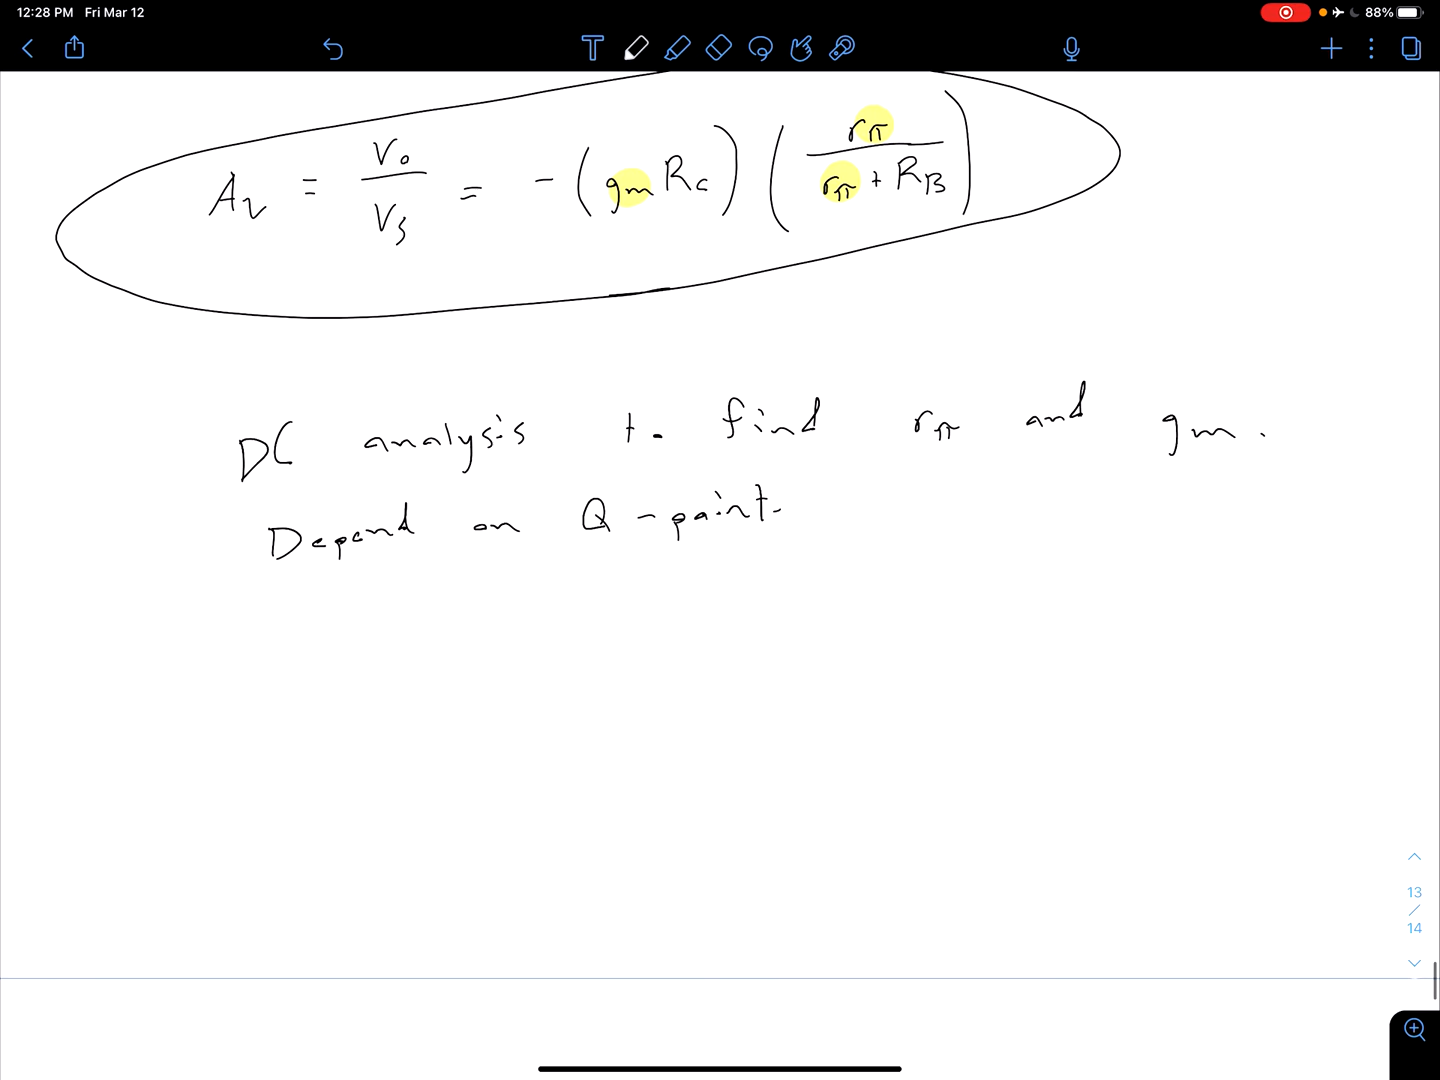 12:28 PM Fri Mar 12 88%
T
Av = vo / vs = - (gm Rc) (rπ / rπ + RB)
DC analysis to find rπ and gm.
Depend on Q-point.
13
/
14